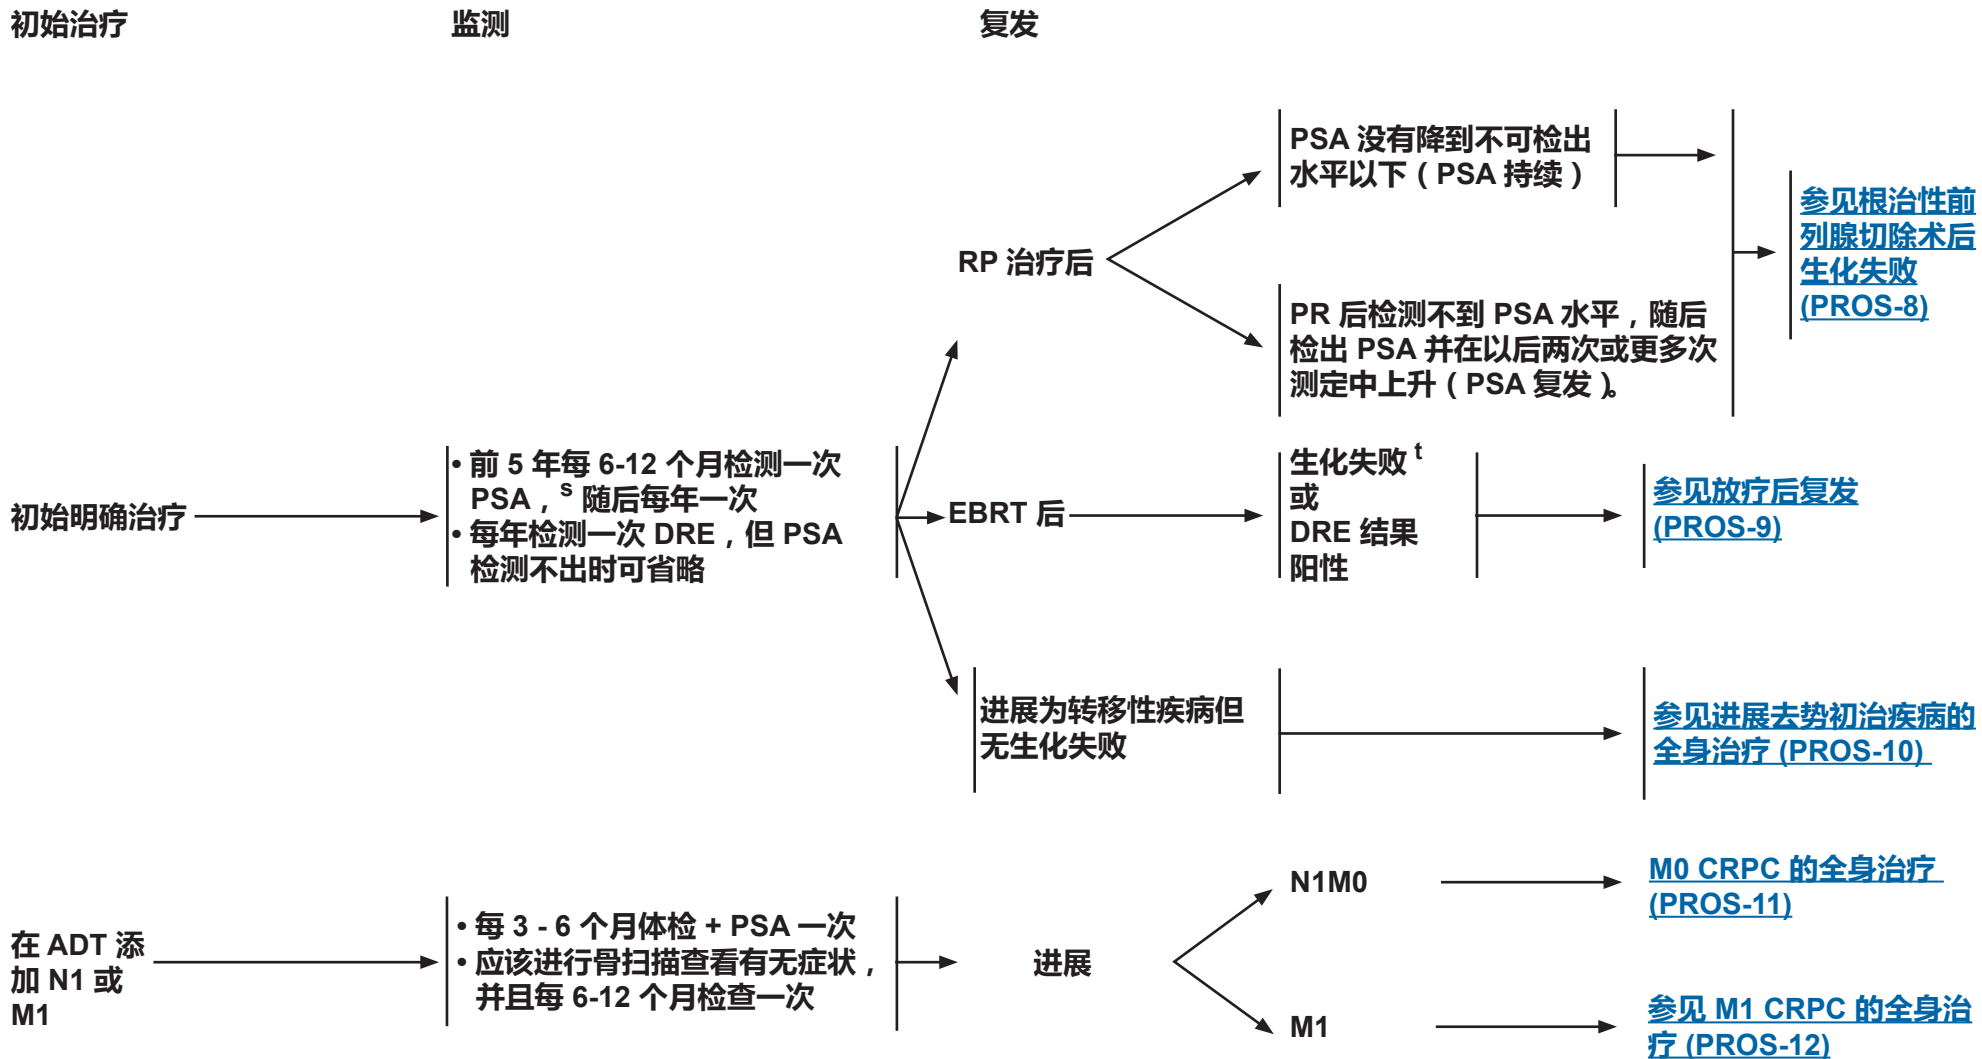 初始治疗
监测
复发
PSA 没有降到不可检出
水平以下（PSA 持续）
参见根治性前
列腺切除术后
生化失败
(PROS-8)
RP 治疗后
PR 后检测不到 PSA 水平，随后
检出 PSA 并在以后两次或更多次
测定中上升（PSA 复发）。
初始明确治疗
• 前 5 年每 6-12 个月检测一次
PSA，s 随后每年一次
• 每年检测一次 DRE，但 PSA
检测不出时可省略
EBRT 后
生化失败 t
或
DRE 结果
阳性
参见放疗后复发
(PROS-9)
进展为转移性疾病但
无生化失败
参见进展去势初治疾病的
全身治疗 (PROS-10)
在 ADT 添
加 N1 或
M1
• 每 3 - 6 个月体检 + PSA 一次
• 应该进行骨扫描查看有无症状，
并且每 6-12 个月检查一次
进展
N1M0
M0 CRPC 的全身治疗
(PROS-11)
M1
参见 M1 CRPC 的全身治
疗 (PROS-12)